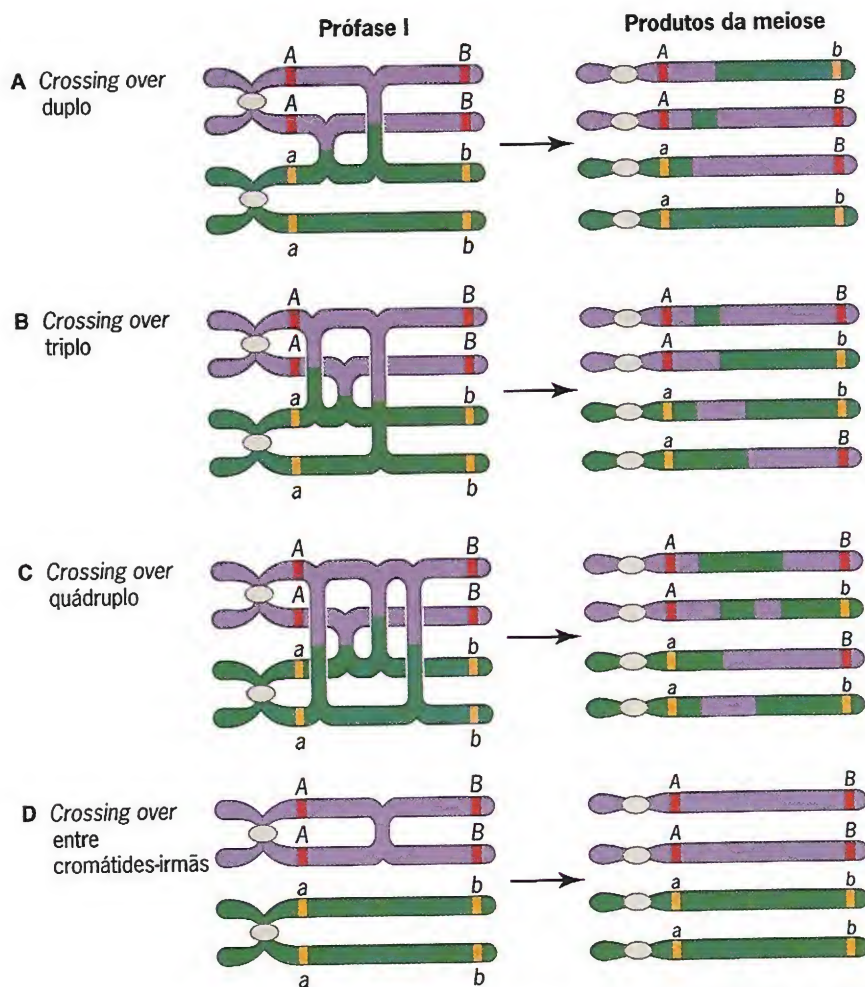 Prófase I
Produtos da meiose
A Crossing over
duplo
A B
A B
a b
a b
A b
A B
a B
a b
B Crossing over
triplo
A B
A B
a b
a b
A B
A b
a b
a B
C Crossing over
quádruplo
A B
A B
a b
a b
A B
A b
a B
a b
D Crossing over
entre
cromátides-irmãs
A B
A B
a b
a b
A B
A B
a b
a b